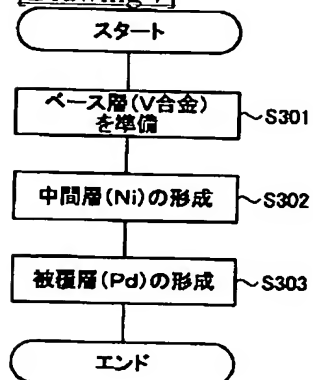 スタート
ベース層(V合金)
を準備
S301
中間層(Ni)の形成
S302
被覆層(Pd)の形成
S303
エンド